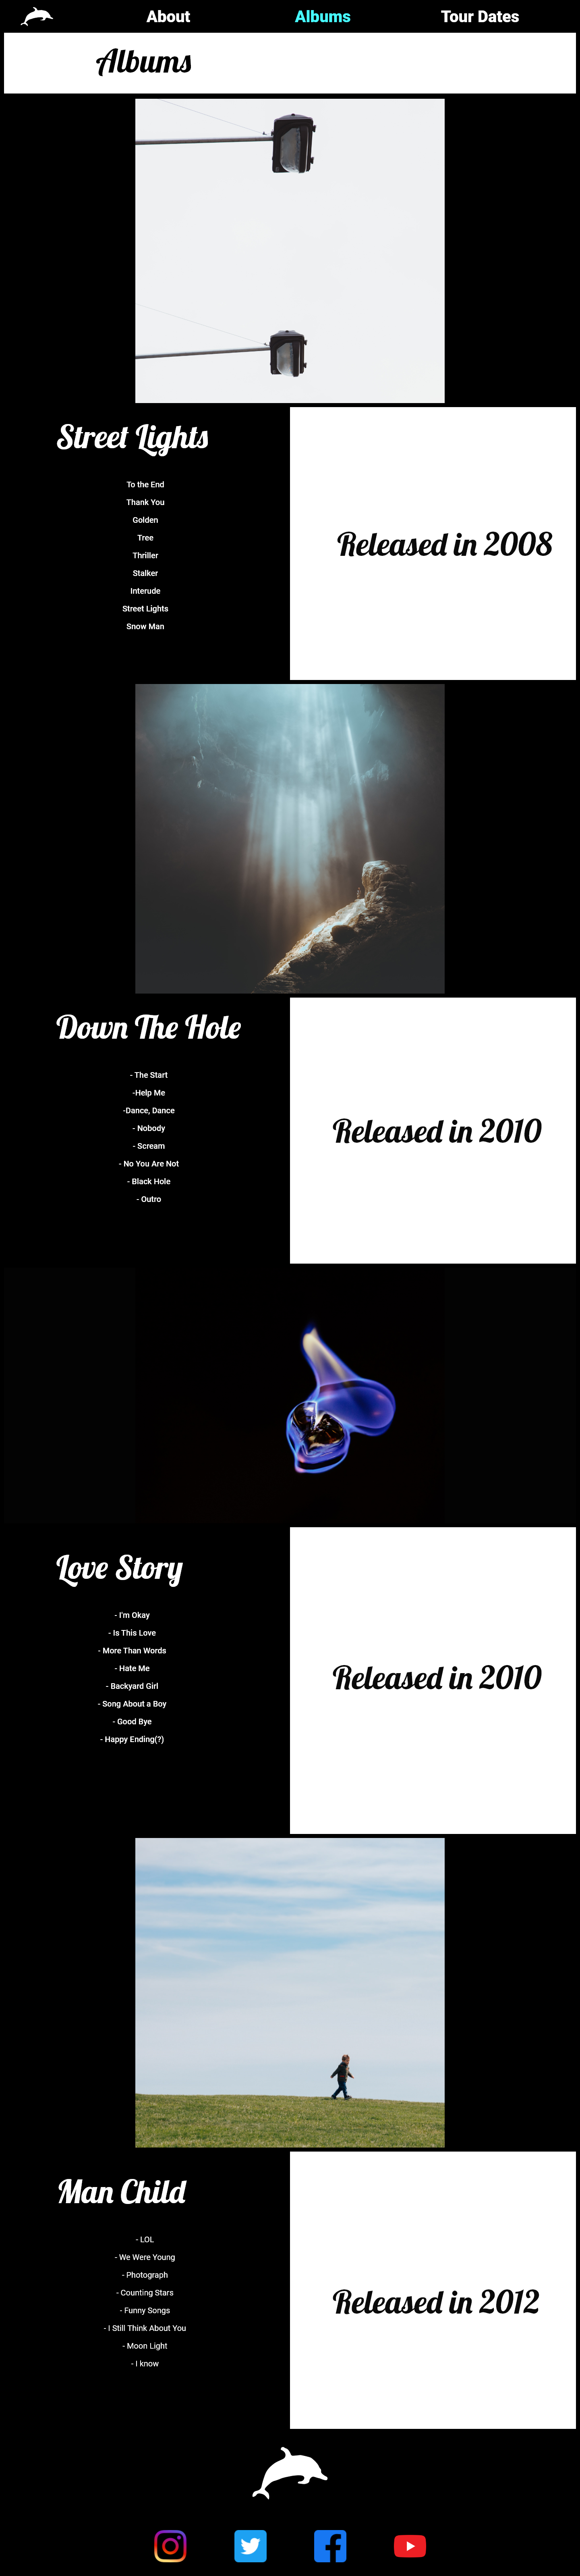 About
Albums
Tour Dates
Albums
Street Lights
To the End
Thank You
Golden
Tree
Thriller
Stalker
Interude
Street Lights
Snow Man
Released in 2008
Down The Hole
- The Start
-Help Me
-Dance, Dance
- Nobody
- Scream
- No You Are Not
- Black Hole
- Outro
Released in 2010
Love Story
- I'm Okay
- Is This Love
- More Than Words
- Hate Me
- Backyard Girl
- Song About a Boy
- Good Bye
- Happy Ending(?)
Released in 2010
Man Child
- LOL
- We Were Young
- Photograph
- Counting Stars
- Funny Songs
- I Still Think About You
- Moon Light
- I know
Released in 2012